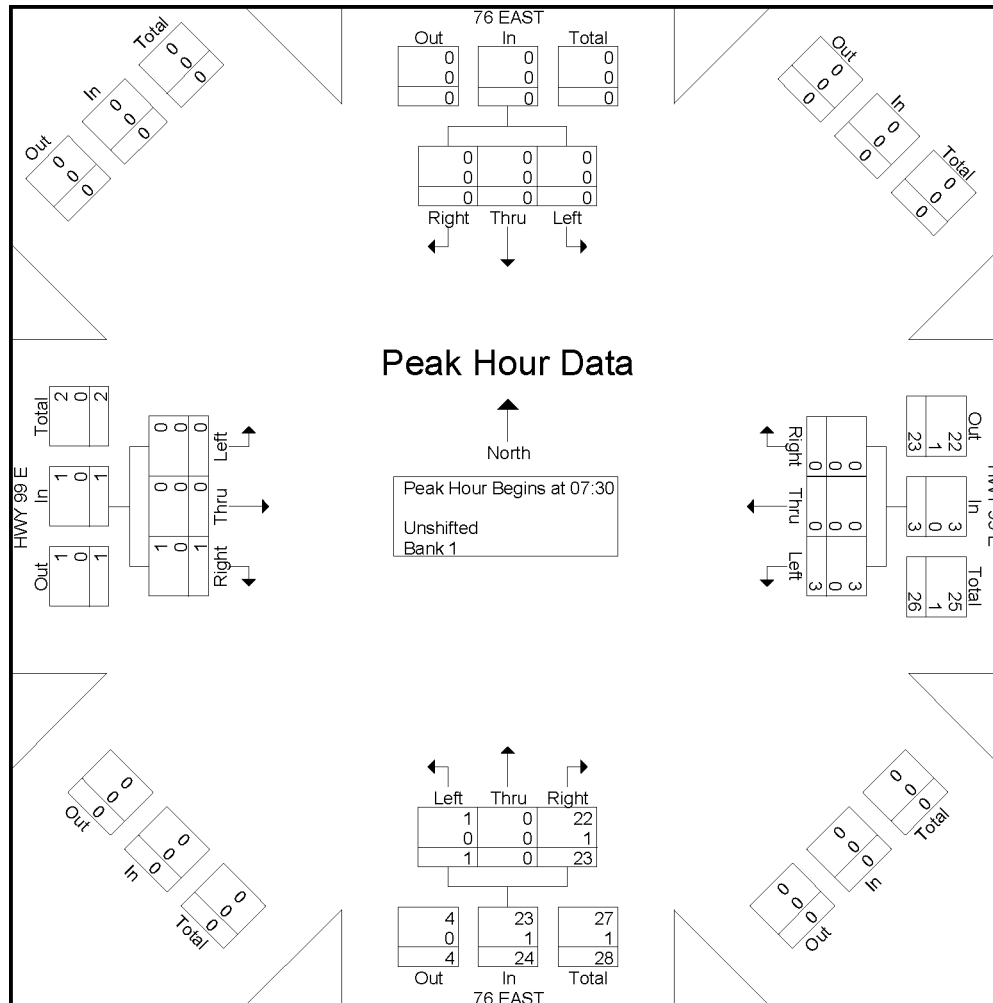 76 EAST
Out In Total
0 0 0
0 0 0
0 0 0
0 0 0
0 0 0
0 0 0
Right Thru Left
Out In Total
0 0 0
0 0 0
0 0 0
Out In Total
0 0 0
0 0 0
0 0 0
Peak Hour Data
North
Peak Hour Begins at 07:30
Unshifted
Bank 1
HWY 99 E
Out In Total
1 1 2
0 0 0
1 1 2
Right Thru Left
1 0 0
0 0 0
1 0 0
Right Thru Left
0 0 3
0 0 0
0 0 3
Out In Total
22 3 25
1 0 1
23 3 26
Left Thru Right
1 0 22
0 0 1
1 0 23
4 23 27
0 1 1
4 24 28
Out In Total
76 EAST
0 0 0
0 0 0
0 0 0
Out In Total
0 0 0
0 0 0
0 0 0
Out In Total